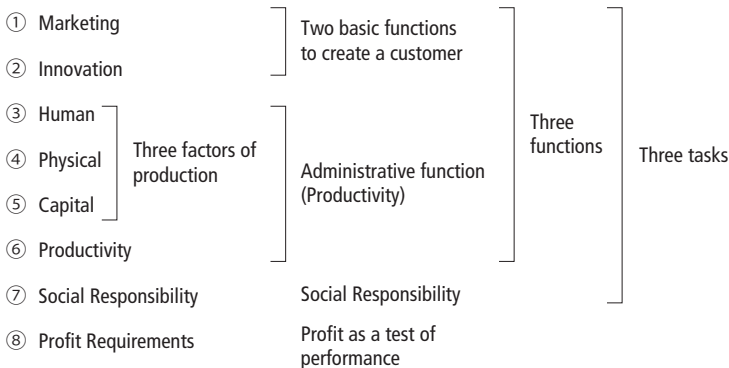 ① Marketing
② Innovation
③ Human
④ Physical
⑤ Capital
⑥ Productivity
⑦ Social Responsibility
⑧ Profit Requirements
Three factors of
production
Two basic functions
to create a customer
Administrative function
(Productivity)
Social Responsibility
Profit as a test of
performance
Three
functions
Three tasks